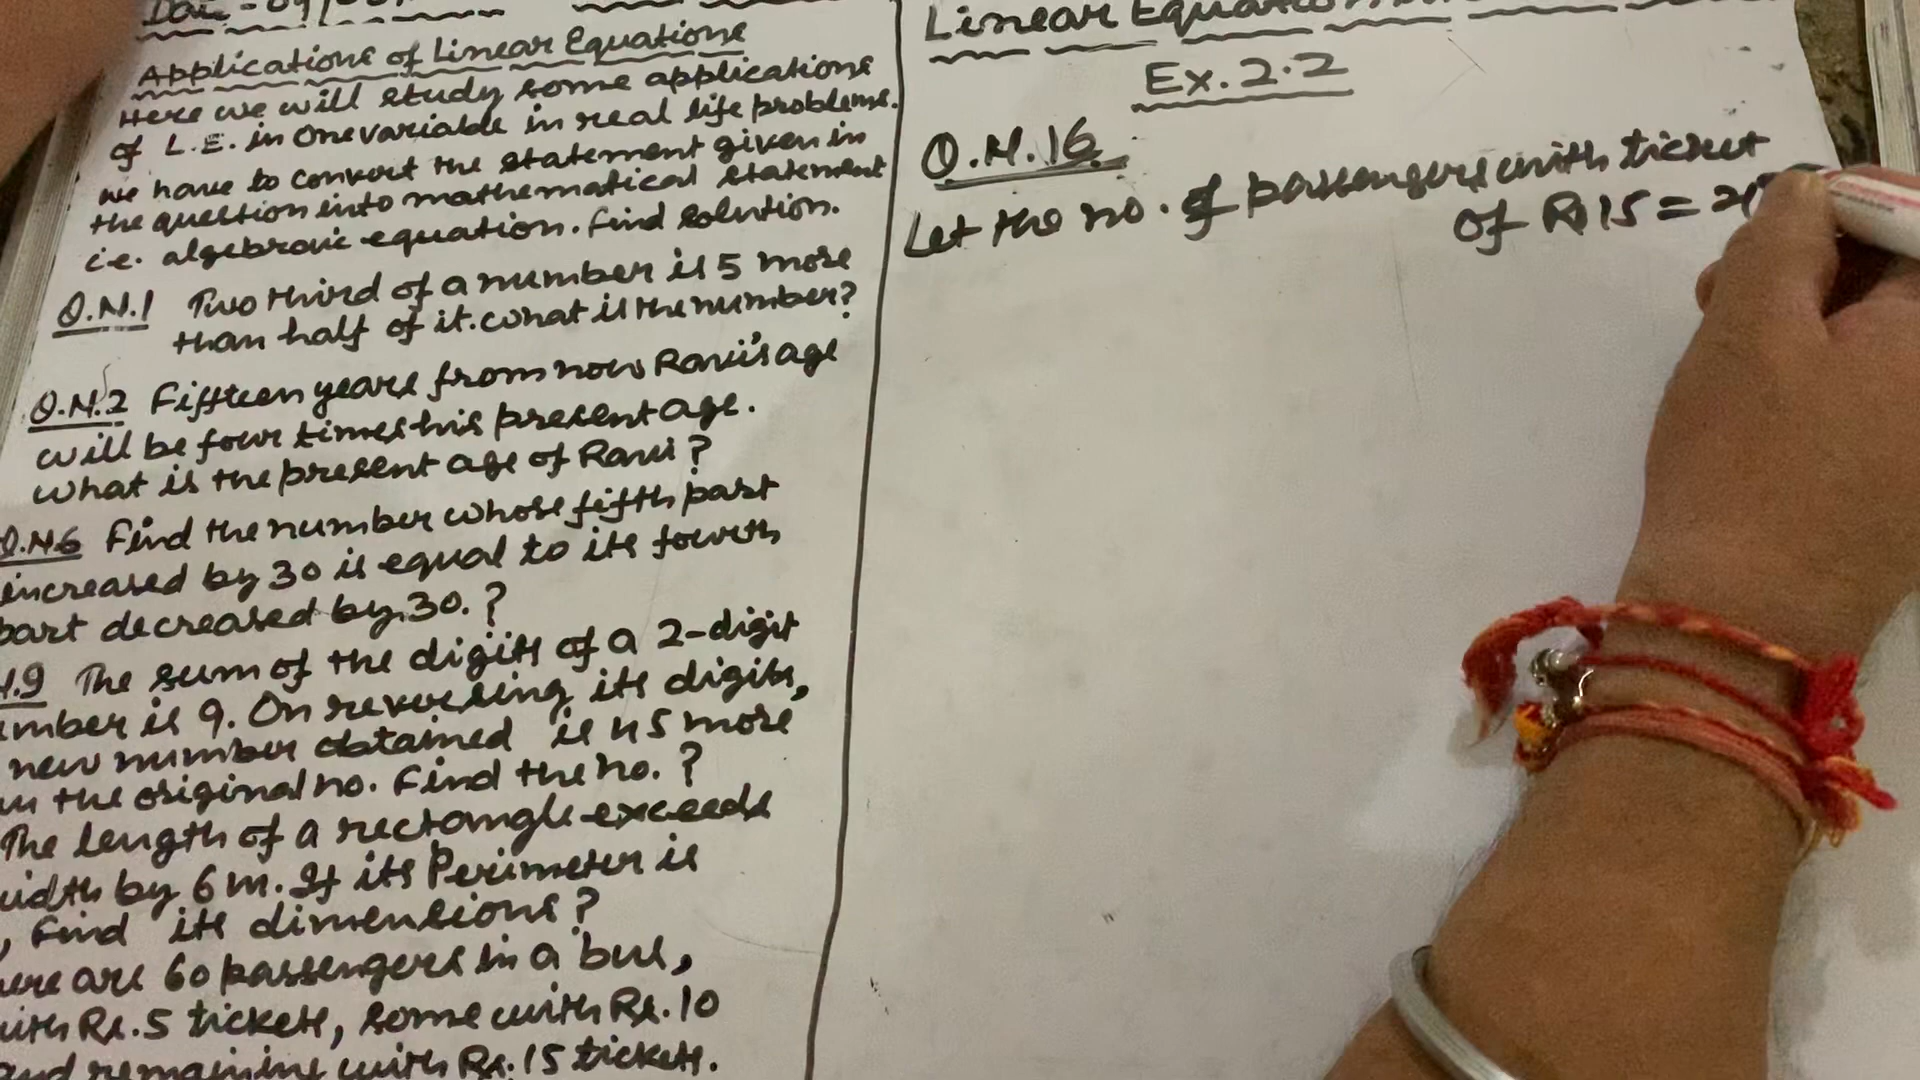 Applications of Linear Equations
Here we will study some applications
of L.E. in one variable in real life problems.
we have to convert the statement given in
the question into mathematical statement
i.e. algebraic equation. Find solution.
Q.N.1 Two third of a number is 5 more
than half of it. what is the number?
Q.N.2 Fifteen years from now Ravi's age
will be four times his present age.
What is the present age of Ravi?
Q.N.6 Find the number whose fifth part
increased by 30 is equal to its fourth
part decreased by 30.?
.9 The sum of the digits of a 2-digit
mber is 9. On reversing its digits,
new number obtained is 45 more
the original no. Find the no.?
The length of a rectangle exceeds
width by 6m. If its Perimeter is
, Find its dimensions?
ere are 60 passengers in a bus,
with Rs.5 tickets, some with Rs.10
and remaining with Rs.15 tickets.
Linear
Ex.2.2
Q.N.16
Let the no. of passengers with ticket
of Rs 15 = x